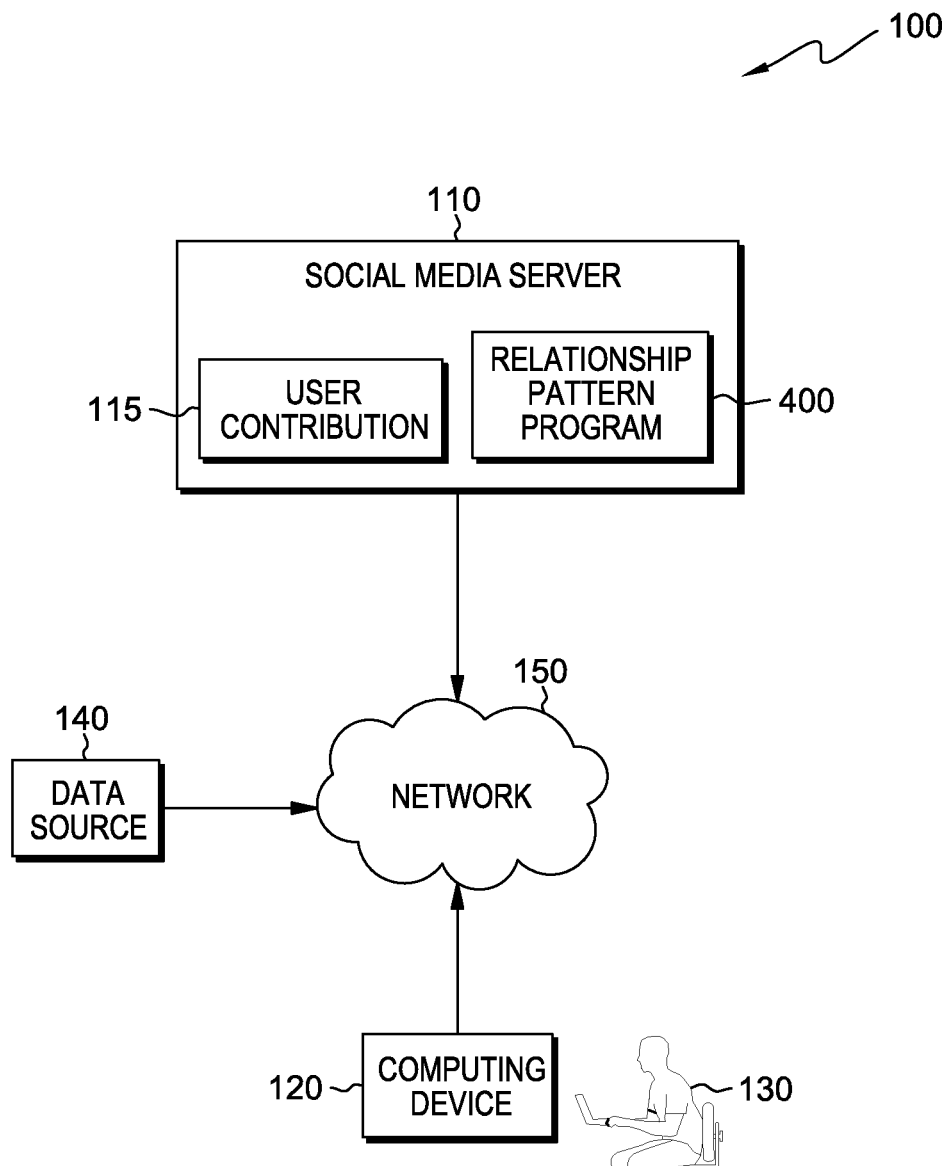 100
110
SOCIAL MEDIA SERVER
115
USER
CONTRIBUTION
RELATIONSHIP
PATTERN
PROGRAM
400
150
140
DATA
SOURCE
NETWORK
120
COMPUTING
DEVICE
130